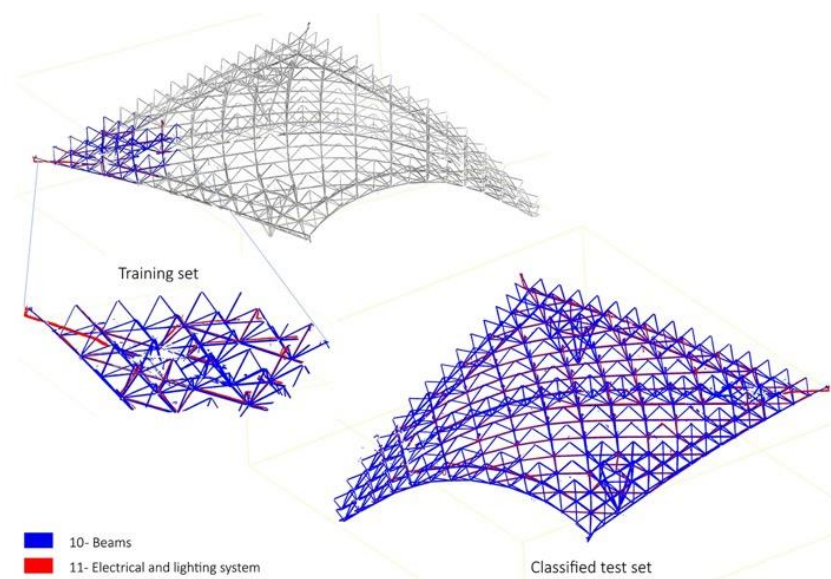 Training set
10- Beams
11- Electrical and lighting system
Classified test set